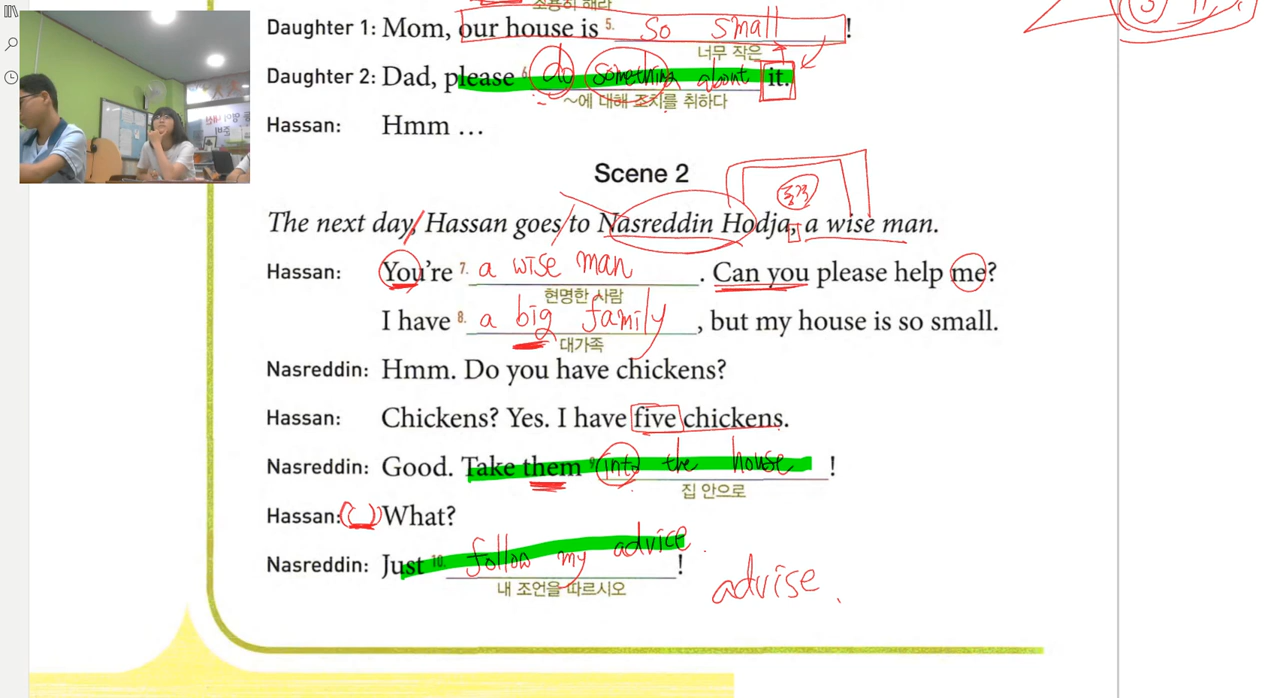 조용히 해라
Daughter 1: Mom, our house is 5. so small !
너무 작은
Daughter 2: Dad, please 6. do something about it.
~에 대해 조치를 취하다
Hassan: Hmm ...
Scene 2
동격
The next day, Hassan goes to Nasreddin Hodja, a wise man.
Hassan: You're 7. a wise man . Can you please help me?
현명한 사람
I have 8. a big family , but my house is so small.
대가족
Nasreddin: Hmm. Do you have chickens?
Hassan: Chickens? Yes. I have five chickens.
Nasreddin: Good. Take them 9. into the house !
집 안으로
Hassan: ( ) What?
Nasreddin: Just 10. follow my advice. !
내 조언을 따르시오
advise.